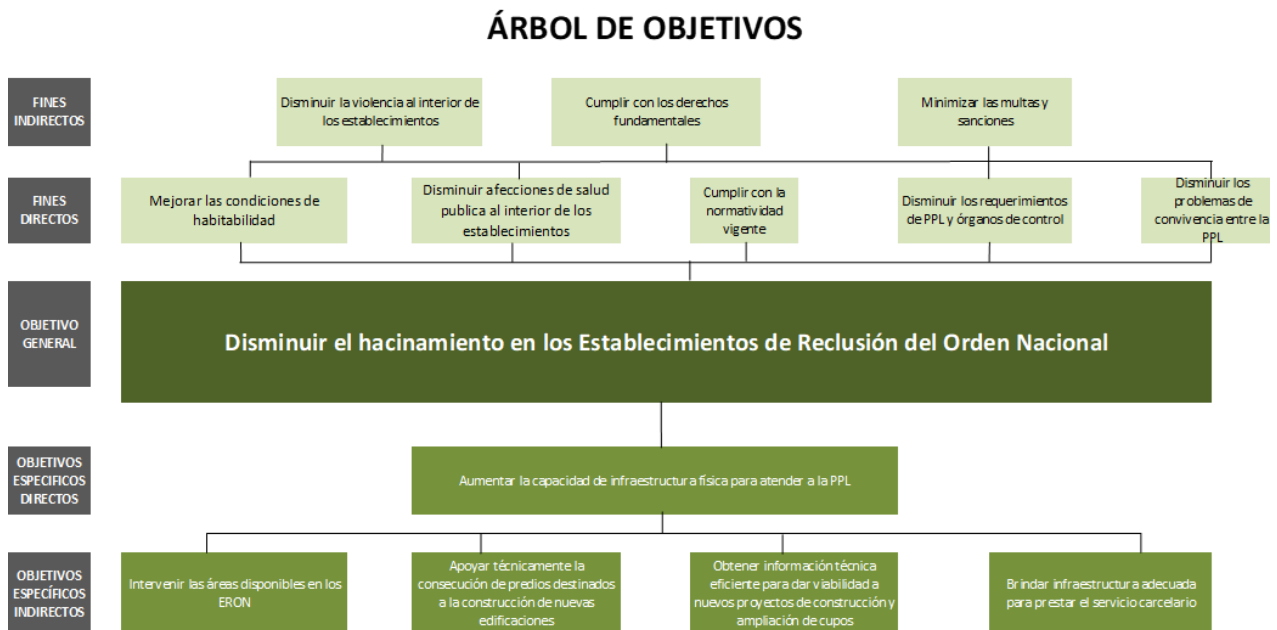 ÁRBOL DE OBJETIVOS
FINES
INDIRECTOS
Disminuir la violencia al interior de
los establecimientos
Cumplir con los derechos
fundamentales
Minimizar las multas y
sanciones
FINES
DIRECTOS
Mejorar las condiciones de
habitabilidad
Disminuir afecciones de salud
publica al interior de los
establecimientos
Cumplir con la
normatividad
vigente
Disminuir los requerimientos
de PPL y órganos de control
Disminuir los
problemas de
convivencia entre la
PPL
OBJETIVO
GENERAL
Disminuir el hacinamiento en los Establecimientos de Reclusión del Orden Nacional
OBJETIVOS
ESPECIFICOS
DIRECTOS
Aumentar la capacidad de infraestructura física para atender a la PPL
OBJETIVOS
ESPECÍFICOS
INDIRECTOS
Intervenir las áreas disponibles en los
ERON
Apoyar técnicamente la
consecución de predios destinados
a la construcción de nuevas
edificaciones
Obtener información técnica
eficiente para dar viabilidad a
nuevos proyectos de construcción y
ampliación de cupos
Brindar infraestructura adecuada
para prestar el servicio carcelario